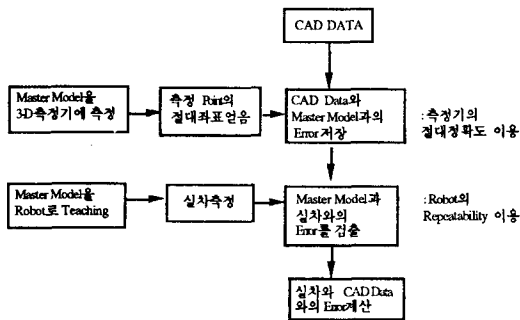 CAD DATA
Master Model을
3-D측정기에 측정
측정 Point의
절대좌표얻음
CAD Data와
Master Model과의
Error 저장
:측정기의
절대정확도 이용
Master Model을
Robot로 Teaching
실차측정
Master Model과
실차와의
Error를 검출
:Robot의
Repeatability 이용
실차와 CAD Data
와의 Error계산